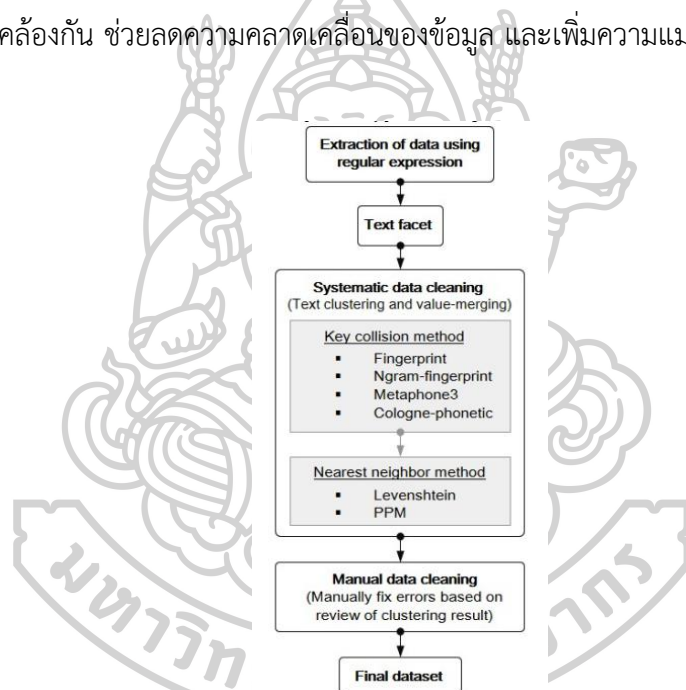 คล้องกัน ช่วยลดความคลาดเคลื่อนของข้อมูล และเพิ่มความแม
Extraction of data using
regular expression
Text facet
Systematic data cleaning
(Text clustering and value-merging)
Key collision method
▪ Fingerprint
▪ Ngram-fingerprint
▪ Metaphone3
▪ Cologne-phonetic
Nearest neighbor method
▪ Levenshtein
▪ PPM
Manual data cleaning
(Manually fix errors based on
review of clustering result)
Final dataset